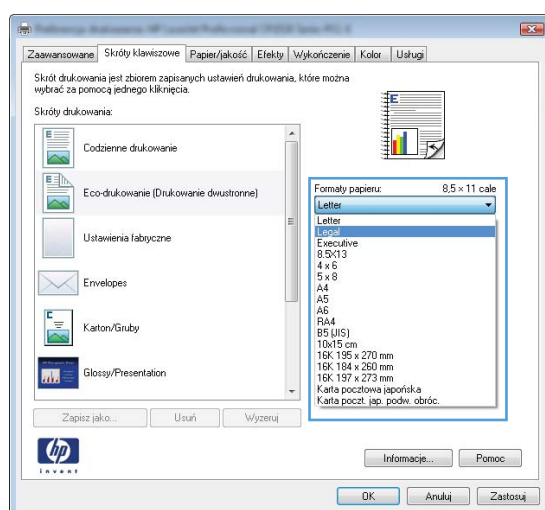 Zaawansowane Skróty klawiszowe Papier/jakość Efekty Wykończenie Kolor Usługi
Skrót drukowania jest zbiorem zapisanych ustawień drukowania, które można
wybrać za pomocą jednego kliknięcia.
Skróty drukowania:
Codzienne drukowanie
Eco-drukowanie (Drukowanie dwustronne)
Ustawienia fabryczne
Envelopes
Karton/Gruby
Glossy/Presentation
Zapisz jako... Usuń Wyzeruj
Formaty papieru: 8,5 × 11 cale
Letter
Letter
Legal
Executive
8.5X13
4 x 6
5 x 8
A4
A5
A6
RA4
B5 (JIS)
10x15 cm
16K 195 x 270 mm
16K 184 x 260 mm
16K 197 x 273 mm
Karta pocztowa japońska
Karta poczt. jap. podw. obróc.
hp
invent
Informacje... Pomoc
OK Anuluj Zastosuj